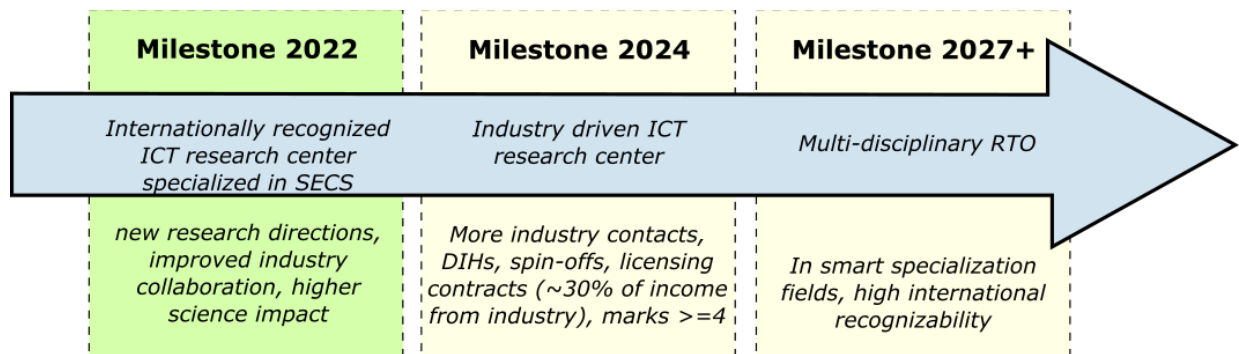 Milestone 2022
Internationally recognized
ICT research center
specialized in SECS
new research directions,
improved industry
collaboration, higher
science impact
Milestone 2024
Industry driven ICT
research center
More industry contacts,
DIHs, spin-offs, licensing
contracts (~30% of income
from industry), marks >=4
Milestone 2027+
Multi-disciplinary RTO
In smart specialization
fields, high international
recognizability